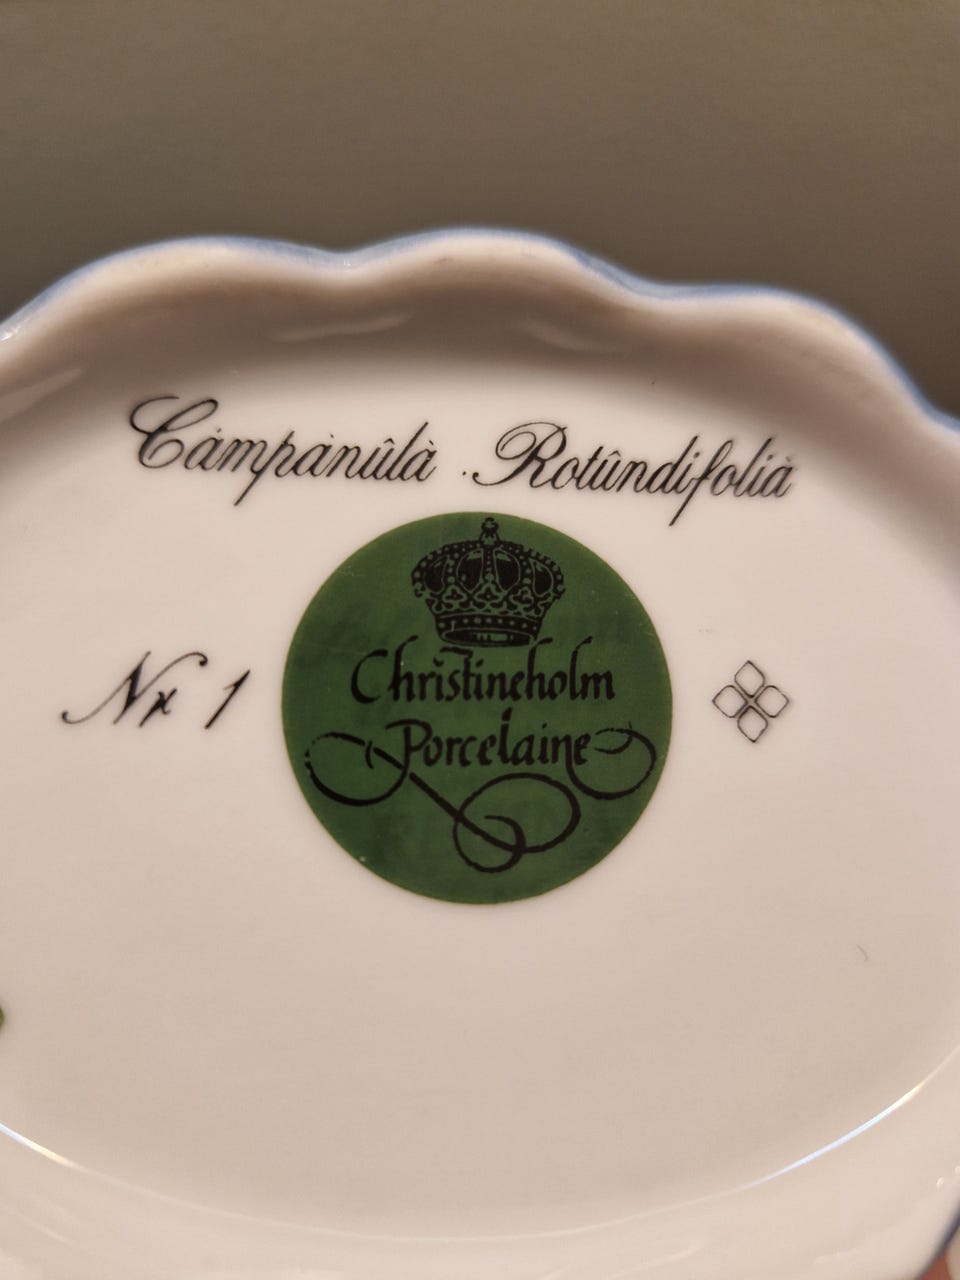 Càmpànûlà . Rotûndifolià
Nr 1
Christineholm
Porcelaine